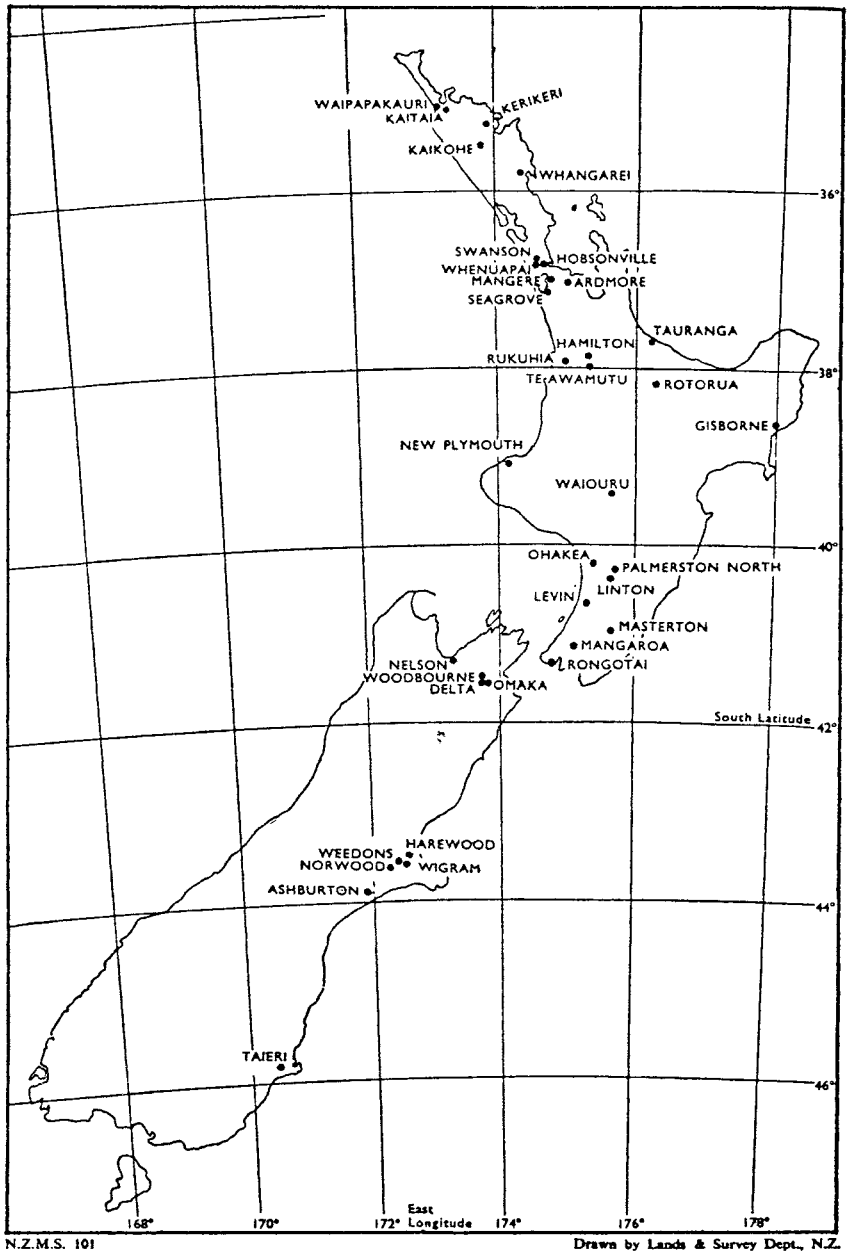 WAIPAPAKAURI
KERIKERI
KAITAIA
KAIKOHE
WHANGAREI
36°
SWANSON
HOBSONVILLE
WHENUAPAI
MANGERE
ARDMORE
SEAGROVE
TAURANGA
HAMILTON
RUKUHIA
38°
TE AWAMUTU
ROTORUA
GISBORNE
NEW PLYMOUTH
WAIOURU
40°
OHAKEA
PALMERSTON NORTH
LINTON
LEVIN
MASTERTON
MANGAROA
NELSON
RONGOTAI
WOODBOURNE
DELTA
OMAKA
South Latitude
42°
HAREWOOD
WEEDONS
NORWOOD
WIGRAM
ASHBURTON
44°
TAIERI
46°
168°
170°
172°
East
Longitude
174°
176°
178°
N.Z.M.S. 101
Drawn by Lands & Survey Dept., N.Z.